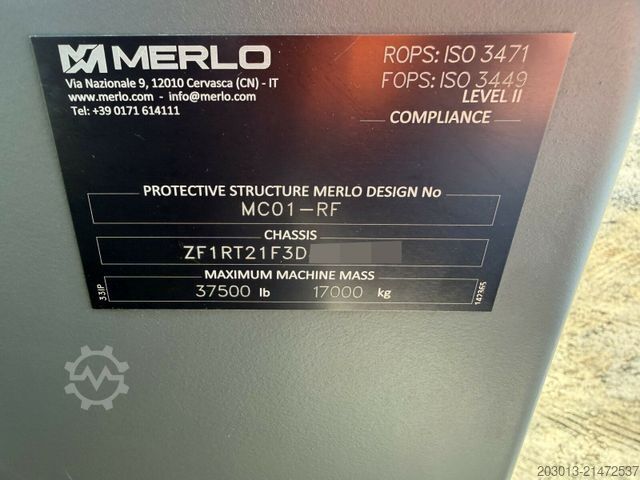 MERLO
Via Nazionale 9, 12010 Cervasca (CN) - IT
www.merlo.com - info@merlo.com
Tel: +39 0171 614111
ROPS: ISO 3471
FOPS: ISO 3449
LEVEL II
COMPLIANCE
PROTECTIVE STRUCTURE MERLO DESIGN No
MC01-RF
CHASSIS
ZF1RT21F3D
MAXIMUM MACHINE MASS
37500 lb 17000 kg
331P
142365
203013-21472537